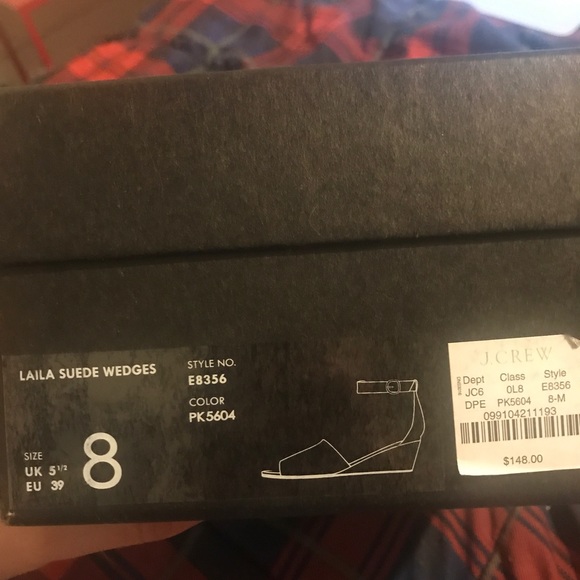 LAILA SUEDE WEDGES
STYLE NO.
E8356
COLOR
PK5604
SIZE
UK 5 1/2
EU 39
8
J.CREW
Dept Class Style
JC6 0L8 E8356
DPE PK5604 8-M
099104211193
$148.00